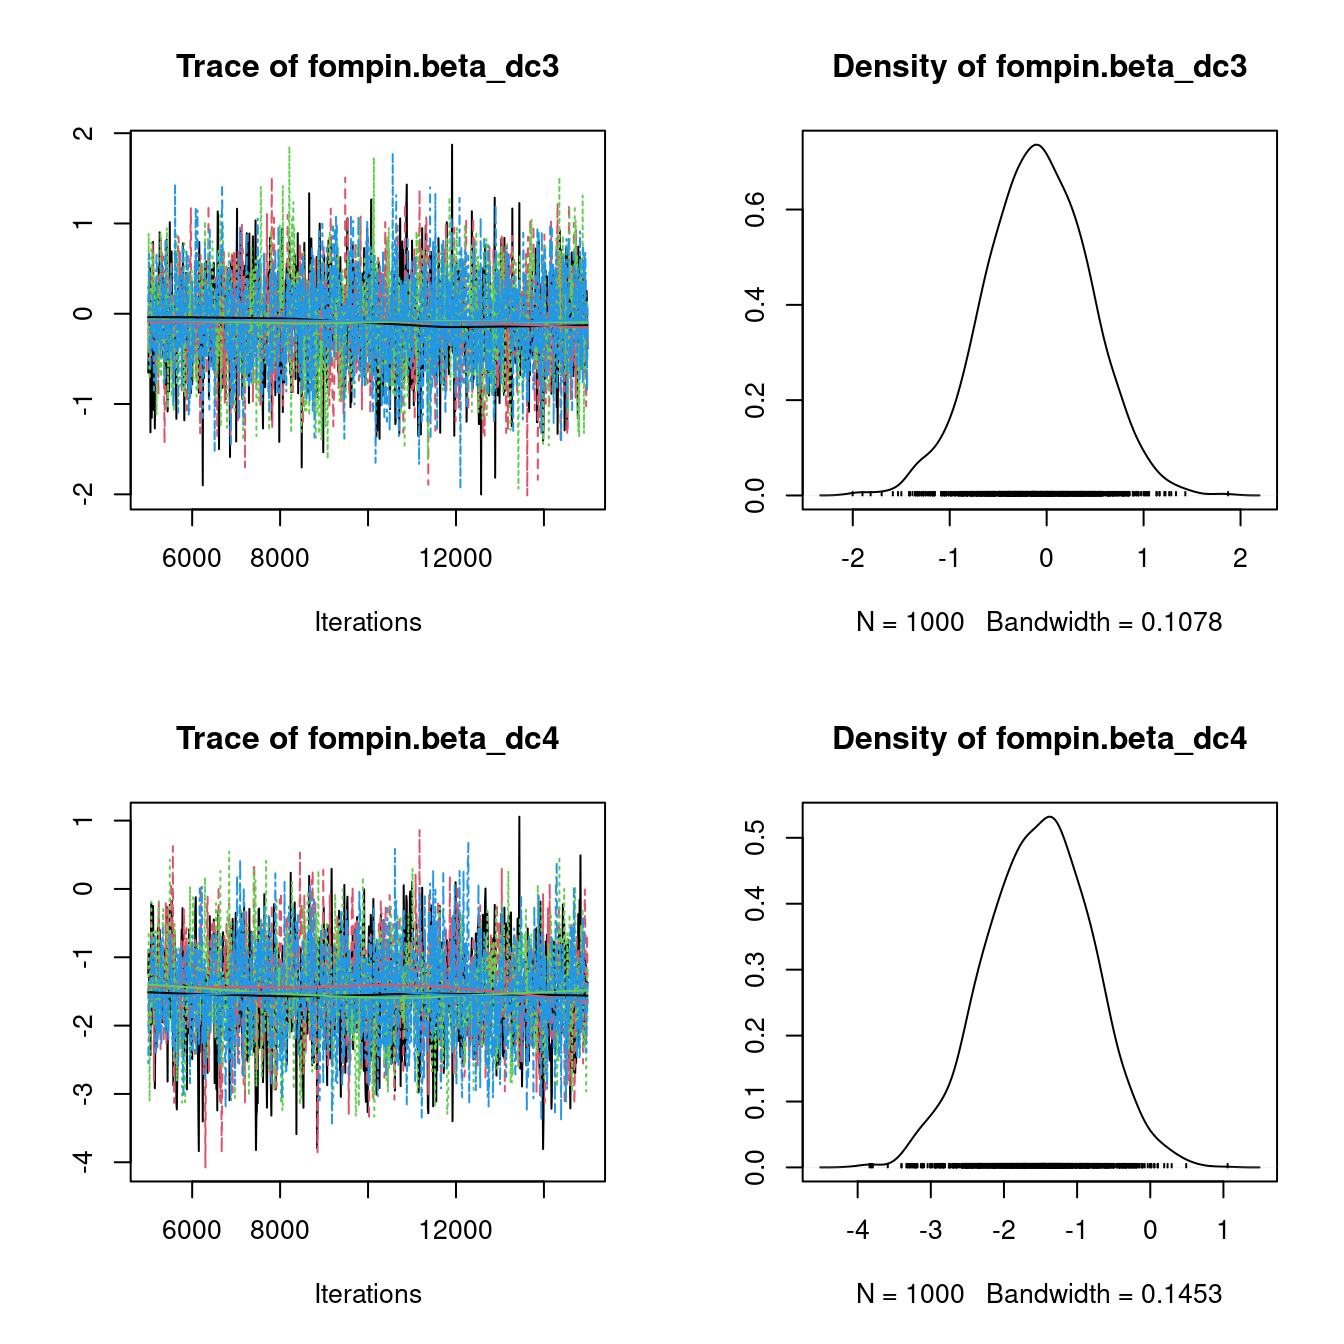 Trace of fompin.beta_dc3
2
1
0
-1
-2
6000 8000 12000
Iterations
Density of fompin.beta_dc3
0.6
0.4
0.2
0.0
-2 -1 0 1 2
N = 1000 Bandwidth = 0.1078
Trace of fompin.beta_dc4
1
0
-1
-2
-3
-4
6000 8000 12000
Iterations
Density of fompin.beta_dc4
0.5
0.4
0.3
0.2
0.1
0.0
-4 -3 -2 -1 0 1
N = 1000 Bandwidth = 0.1453